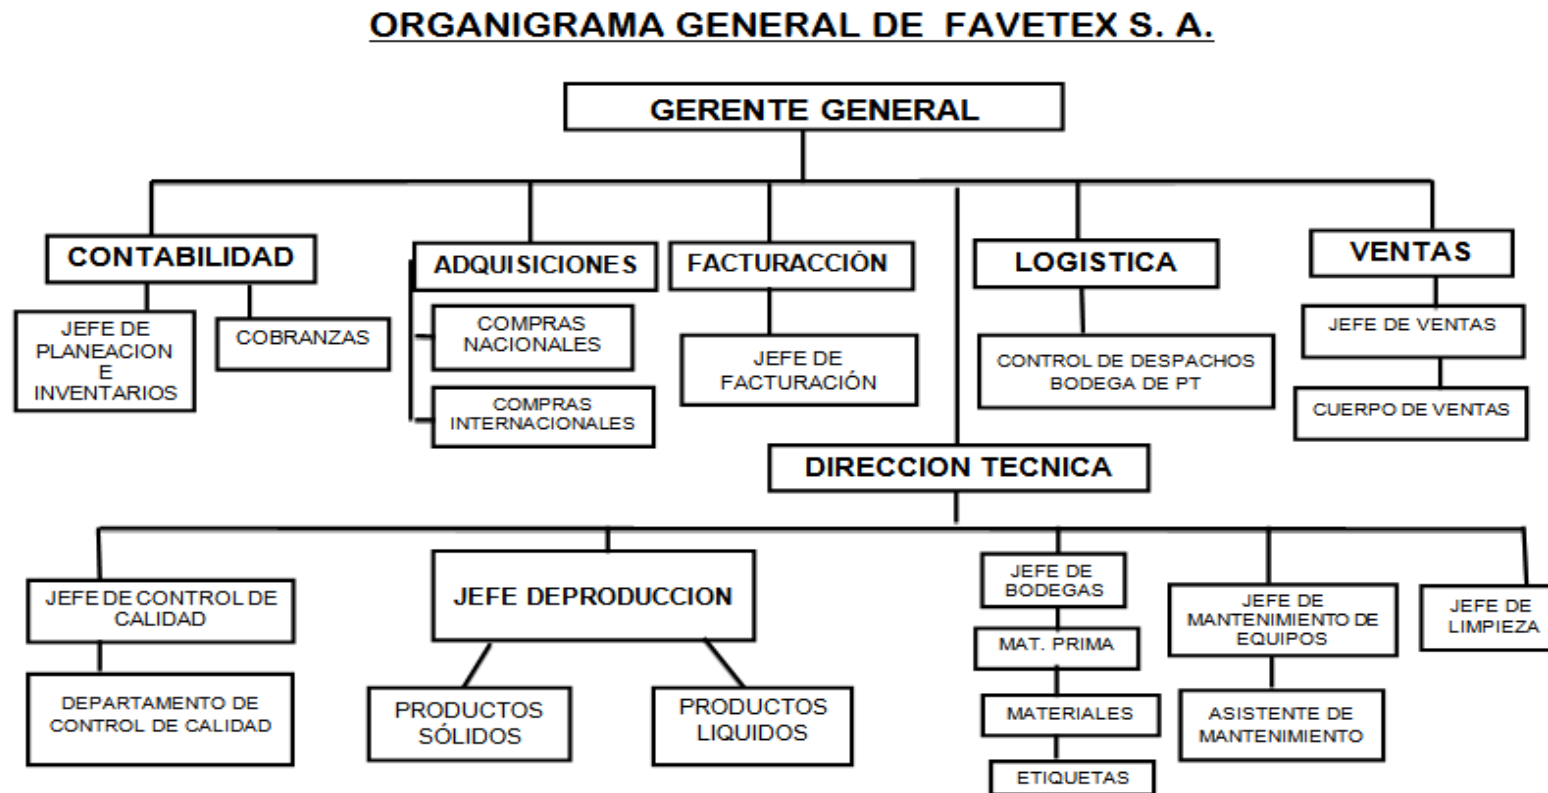 ORGANIGRAMA GENERAL DE FAVETEX S. A.
GERENTE GENERAL
CONTABILIDAD
JEFE DE
PLANEACION
E
INVENTARIOS
COBRANZAS
ADQUISICIONES
COMPRAS
NACIONALES
COMPRAS
INTERNACIONALES
FACTURACCIÓN
JEFE DE
FACTURACIÓN
LOGISTICA
CONTROL DE DESPACHOS
BODEGA DE PT
VENTAS
JEFE DE VENTAS
CUERPO DE VENTAS
DIRECCION TECNICA
JEFE DE CONTROL DE
CALIDAD
DEPARTAMENTO DE
CONTROL DE CALIDAD
JEFE DEPRODUCCION
PRODUCTOS
SÓLIDOS
PRODUCTOS
LIQUIDOS
JEFE DE
BODEGAS
MAT. PRIMA
MATERIALES
ETIQUETAS
JEFE DE
MANTENIMIENTO DE
EQUIPOS
ASISTENTE DE
MANTENIMIENTO
JEFE DE
LIMPIEZA